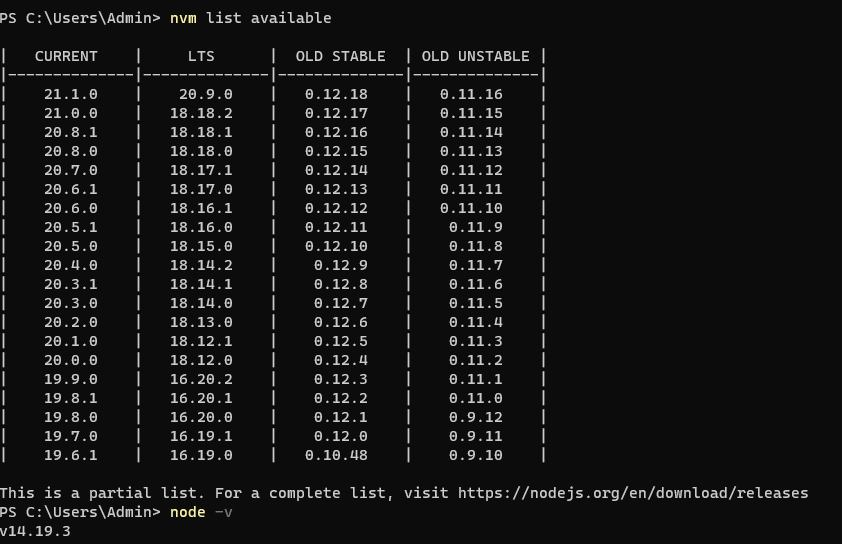 PS C:\Users\Admin> nvm list available
|   CURRENT    |     LTS      |  OLD STABLE  | OLD UNSTABLE |
|--------------|--------------|--------------|--------------|
|    21.1.0    |    20.9.0    |   0.12.18    |   0.11.16    |
|    21.0.0    |   18.18.2    |   0.12.17    |   0.11.15    |
|    20.8.1    |   18.18.1    |   0.12.16    |   0.11.14    |
|    20.8.0    |   18.18.0    |   0.12.15    |   0.11.13    |
|    20.7.0    |   18.17.1    |   0.12.14    |   0.11.12    |
|    20.6.1    |   18.17.0    |   0.12.13    |   0.11.11    |
|    20.6.0    |   18.16.1    |   0.12.12    |   0.11.10    |
|    20.5.1    |   18.16.0    |   0.12.11    |    0.11.9    |
|    20.5.0    |   18.15.0    |   0.12.10    |    0.11.8    |
|    20.4.0    |   18.14.2    |    0.12.9    |    0.11.7    |
|    20.3.1    |   18.14.1    |    0.12.8    |    0.11.6    |
|    20.3.0    |   18.14.0    |    0.12.7    |    0.11.5    |
|    20.2.0    |   18.13.0    |    0.12.6    |    0.11.4    |
|    20.1.0    |   18.12.1    |    0.12.5    |    0.11.3    |
|    20.0.0    |   18.12.0    |    0.12.4    |    0.11.2    |
|    19.9.0    |   16.20.2    |    0.12.3    |    0.11.1    |
|    19.8.1    |   16.20.1    |    0.12.2    |    0.11.0    |
|    19.8.0    |   16.20.0    |    0.12.1    |    0.9.12    |
|    19.7.0    |   16.19.1    |    0.12.0    |    0.9.11    |
|    19.6.1    |   16.19.0    |   0.10.48    |    0.9.10    |
This is a partial list. For a complete list, visit https://nodejs.org/en/download/releases
PS C:\Users\Admin> node -v
v14.19.3